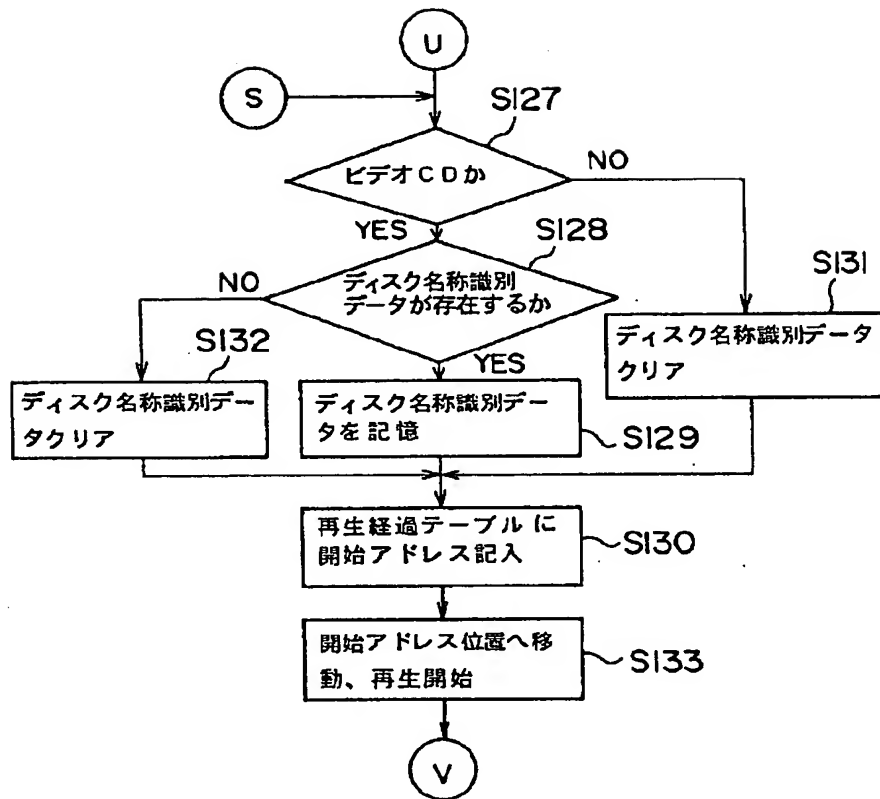 U
S
S127
ビデオCDか
NO
YES
S128
ディスク名称識別
データが存在するか
NO
S131
ディスク名称識別データ
クリア
S132
ディスク名称識別デー
タクリア
YES
ディスク名称識別デー
タを記憶
S129
再生経過テーブルに
開始アドレス記入
S130
開始アドレス位置へ移
動、再生開始
S133
V